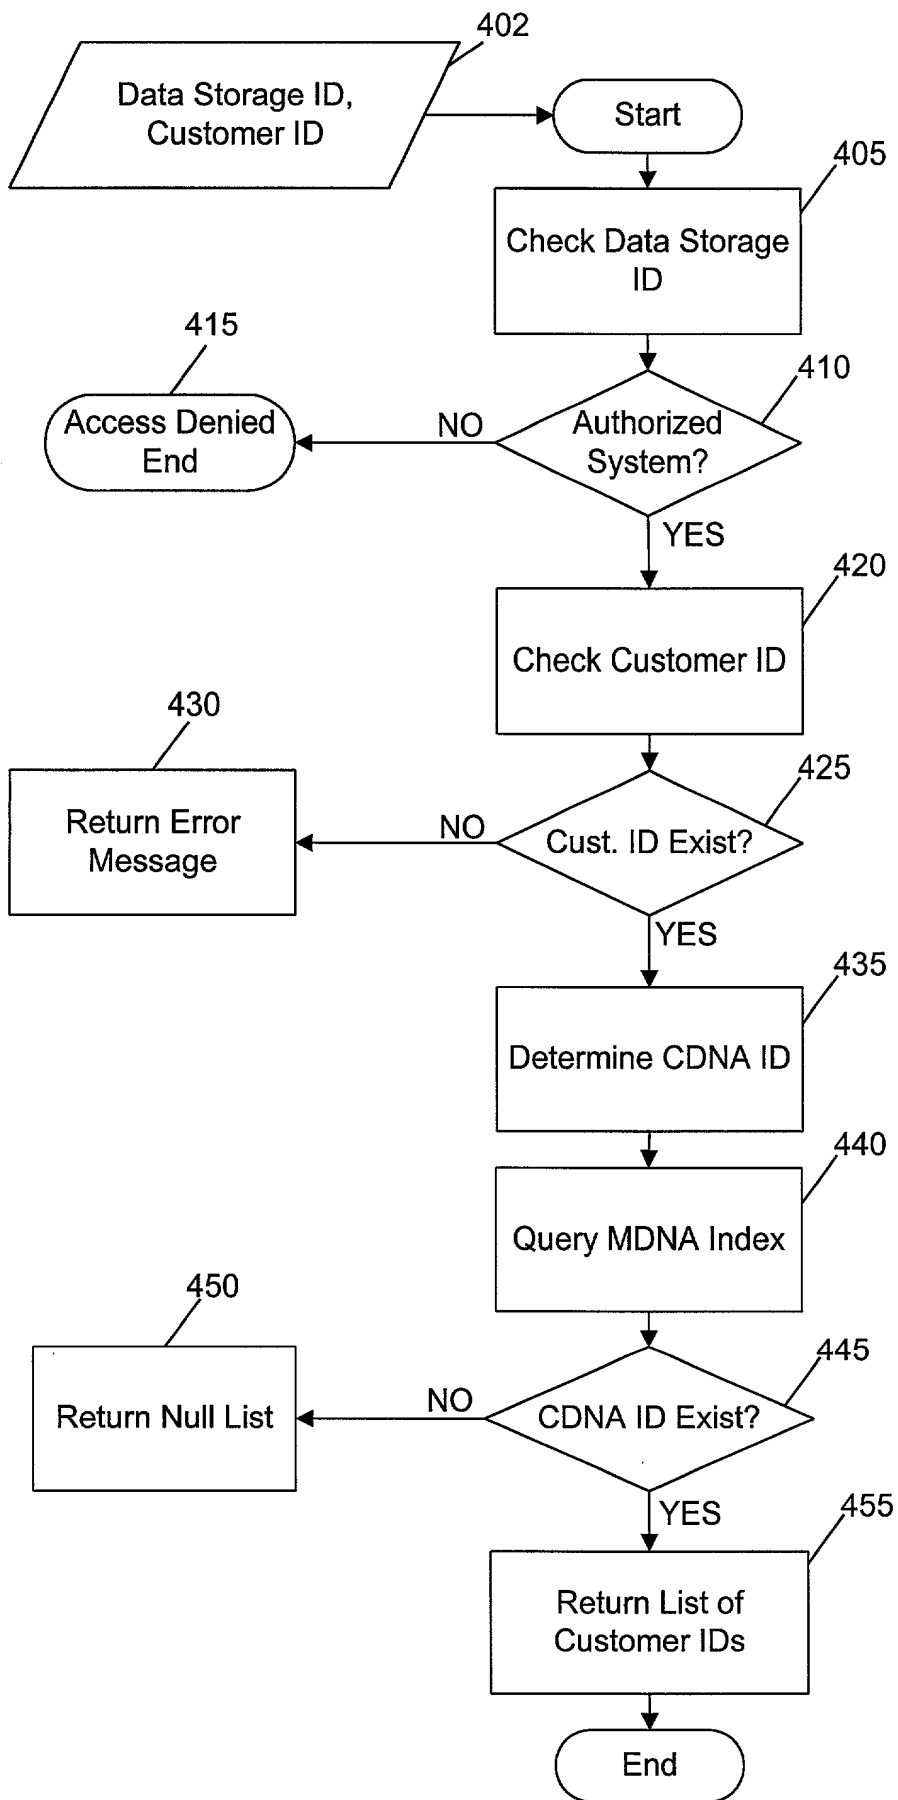 402
Data Storage ID,
Customer ID
Start
405
Check Data Storage
ID
415
410
Access Denied
End
NO
Authorized
System?
YES
420
Check Customer ID
430
425
Return Error
Message
NO
Cust. ID Exist?
YES
435
Determine CDNA ID
440
Query MDNA Index
450
445
Return Null List
NO
CDNA ID Exist?
YES
455
Return List of
Customer IDs
End